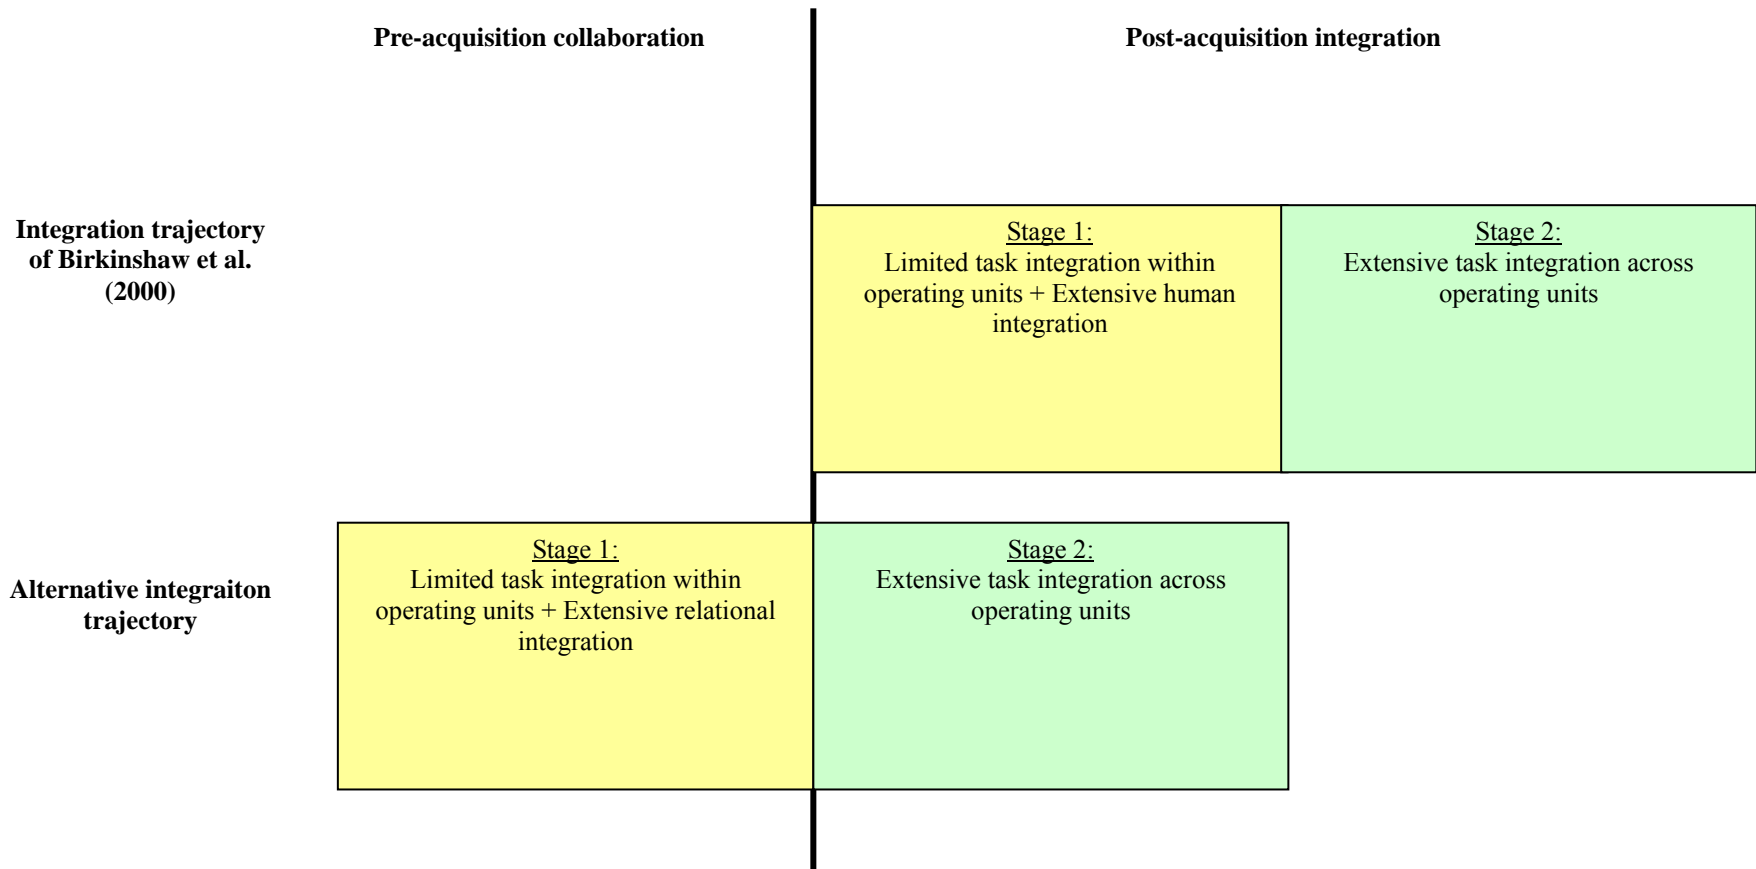 Pre-acquisition collaboration
Post-acquisition integration
Integration trajectory
of Birkinshaw et al.
(2000)
Stage 1:
Limited task integration within
operating units + Extensive human
integration
Stage 2:
Extensive task integration across
operating units
Alternative integraiton
trajectory
Stage 1:
Limited task integration within
operating units + Extensive relational
integration
Stage 2:
Extensive task integration across
operating units